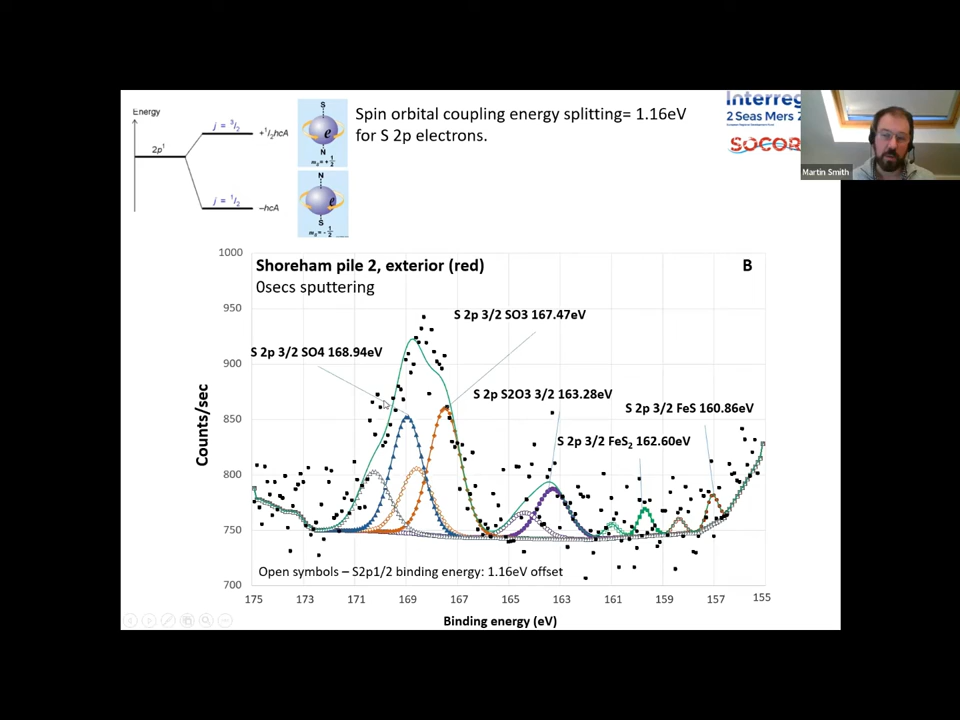 Energy
2p¹
j = 3/2
+½hcA
j = 1/2
–hcA
S
e
N
mₛ=+½
N
e
S
mₛ=-½
Spin orbital coupling energy splitting= 1.16eV
for S 2p electrons.
Interreg
2 Seas Mers Z
SOCOR
Martin Smith
Shoreham pile 2, exterior (red)
B
0secs sputtering
S 2p 3/2 SO3 167.47eV
S 2p 3/2 SO4 168.94eV
S 2p S2O3 3/2 163.28eV
S 2p 3/2 FeS 160.86eV
S 2p 3/2 FeS₂ 162.60eV
Open symbols – S2p1/2 binding energy: 1.16eV offset
Counts/sec
1000
950
900
850
800
750
700
175 173 171 169 167 165 163 161 159 157 155
Binding energy (eV)